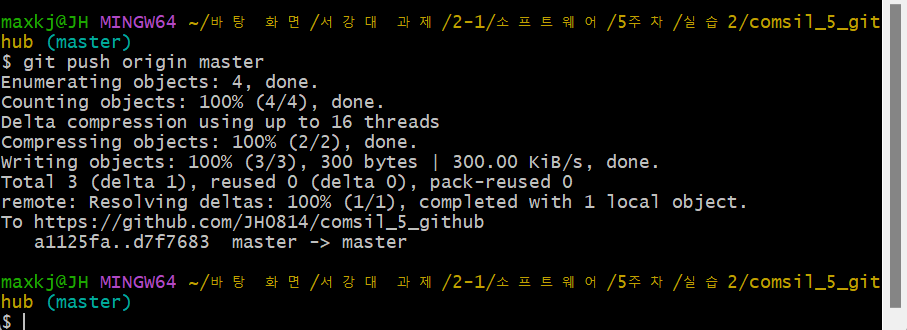 maxkj@JH MINGW64 ~/바탕 화면/서강대 과제/2-1/소프트웨어/5주차/실습2/comsil_5_git
hub (master)
$ git push origin master
Enumerating objects: 4, done.
Counting objects: 100% (4/4), done.
Delta compression using up to 16 threads
Compressing objects: 100% (2/2), done.
Writing objects: 100% (3/3), 300 bytes | 300.00 KiB/s, done.
Total 3 (delta 1), reused 0 (delta 0), pack-reused 0
remote: Resolving deltas: 100% (1/1), completed with 1 local object.
To https://github.com/JH0814/comsil_5_github
   a1125fa..d7f7683  master -> master

maxkj@JH MINGW64 ~/바탕 화면/서강대 과제/2-1/소프트웨어/5주차/실습2/comsil_5_git
hub (master)
$